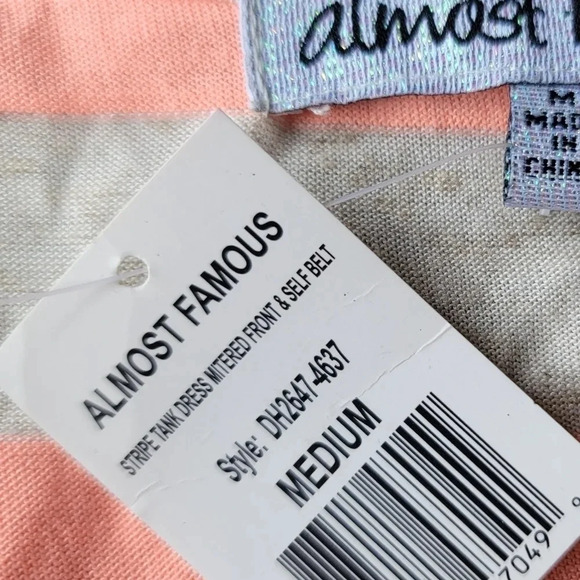 almost
M
MADE
IN
CHINA
ALMOST FAMOUS
STRIPE TANK DRESS MITERED FRONT & SELF BELT
Style: DH2647-4637
MEDIUM
7049